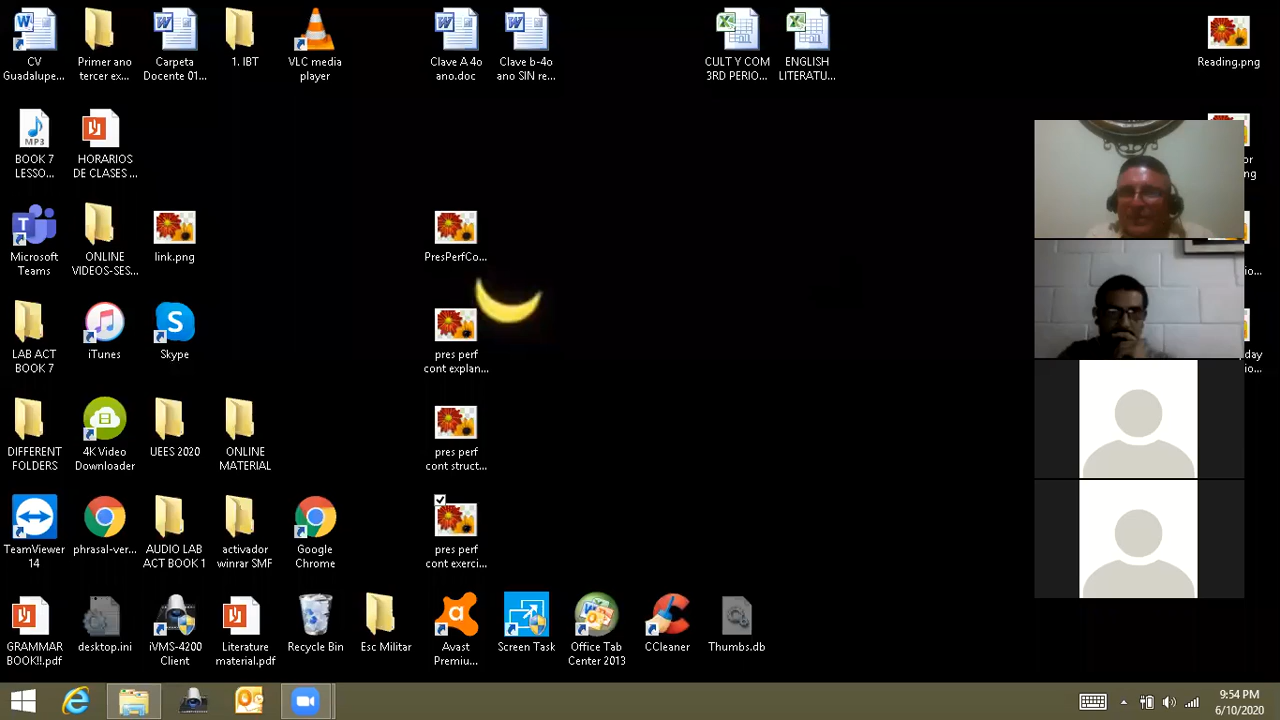 CV
Guadalupe...
Primer ano
tercer ex...
Carpeta
Docente 01...
1. IBT
VLC media
player
Clave A 4o
ano.doc
Clave b-4o
ano SIN re...
CULT Y COM
3RD PERIO...
ENGLISH
LITERATU...
Reading.png
MP3
BOOK 7
LESSO...
HORARIOS
DE CLASES ...
Microsoft
Teams
ONLINE
VIDEOS-SES...
link.png
PresPerfCo...
LAB ACT
BOOK 7
iTunes
Skype
pres perf
cont explan...
DIFFERENT
FOLDERS
4K Video
Downloader
UEES 2020
ONLINE
MATERIAL
pres perf
cont struct...
TeamViewer
14
phrasal-ver...
AUDIO LAB
ACT BOOK 1
activador
winrar SMF
Google
Chrome
pres perf
cont exerci...
GRAMMAR
BOOK!!.pdf
desktop.ini
iVMS-4200
Client
Literature
material.pdf
Recycle Bin
Esc Militar
Avast
Premiu...
Screen Task
Office Tab
Center 2013
CCleaner
Thumbs.db
9:54 PM
6/10/2020